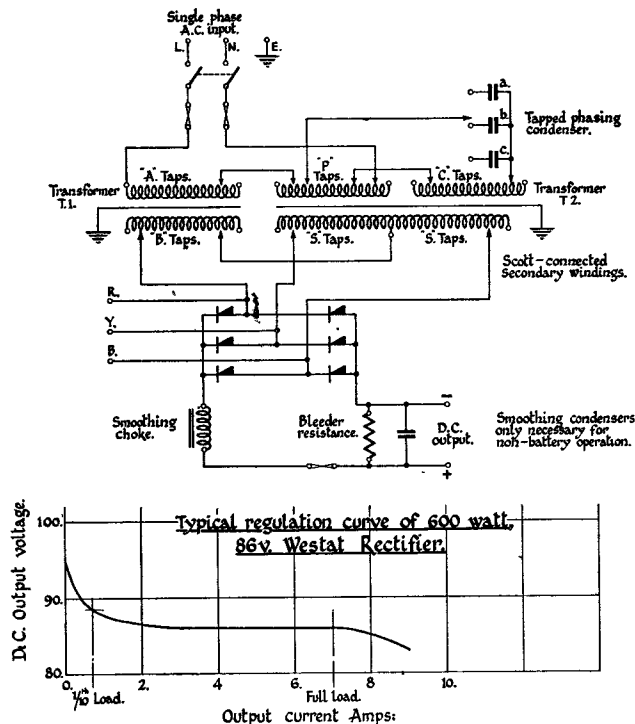 Single phase
A.C. input.
L. N. E.
a.
b.
c.
Tapped phasing
condenser.
"A" Taps.
"P"
Taps.
"C" Taps.
Transformer
T.1.
Transformer
T 2.
"B" Taps.
"S" Taps.
"S" Taps.
Scott-connected
secondary windings.
R.
Y.
B.
Smoothing
choke.
Bleeder
resistance.
−
D.C.
output.
+
Smoothing condensers
only necessary for
non-battery operation.
D.C. Output voltage.
Typical regulation curve of 600 watt,
86v. Westat Rectifier.
100.
90.
80.
0. 2. 4. 6. 8. 10.
1/10th Load.
Full Load.
Output current Amps: